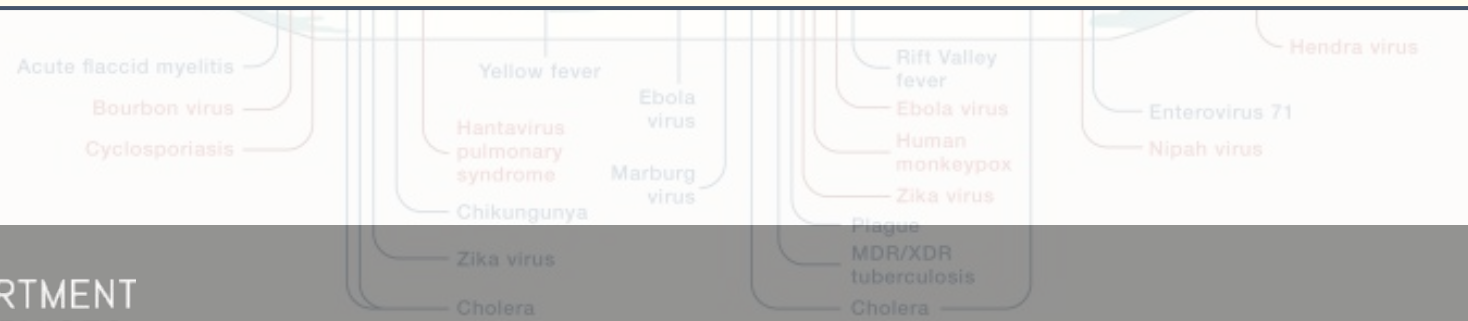 Acute flaccid myelitis
Bourbon virus
Cyclosporiasis
Yellow fever
Ebola
virus
Hantavirus
pulmonary
syndrome
Marburg
virus
Chikungunya
Zika virus
Cholera
Rift Valley
fever
Ebola virus
Human
monkeypox
Zika virus
Plague
MDR/XDR
tuberculosis
Cholera
Hendra virus
Enterovirus 71
Nipah virus
RTMENT